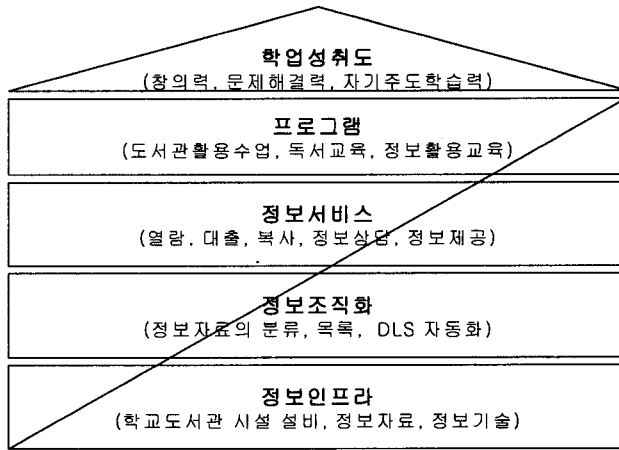 학업성취도
(창의력, 문제해결력, 자기주도학습력)
프로그램
(도서관활용수업, 독서교육, 정보활용교육)
정보서비스
(열람, 대출, 복사, 정보상담, 정보제공)
정보조직화
(정보자료의 분류, 목록, DLS 자동화)
정보인프라
(학교도서관 시설 설비, 정보자료, 정보기술)